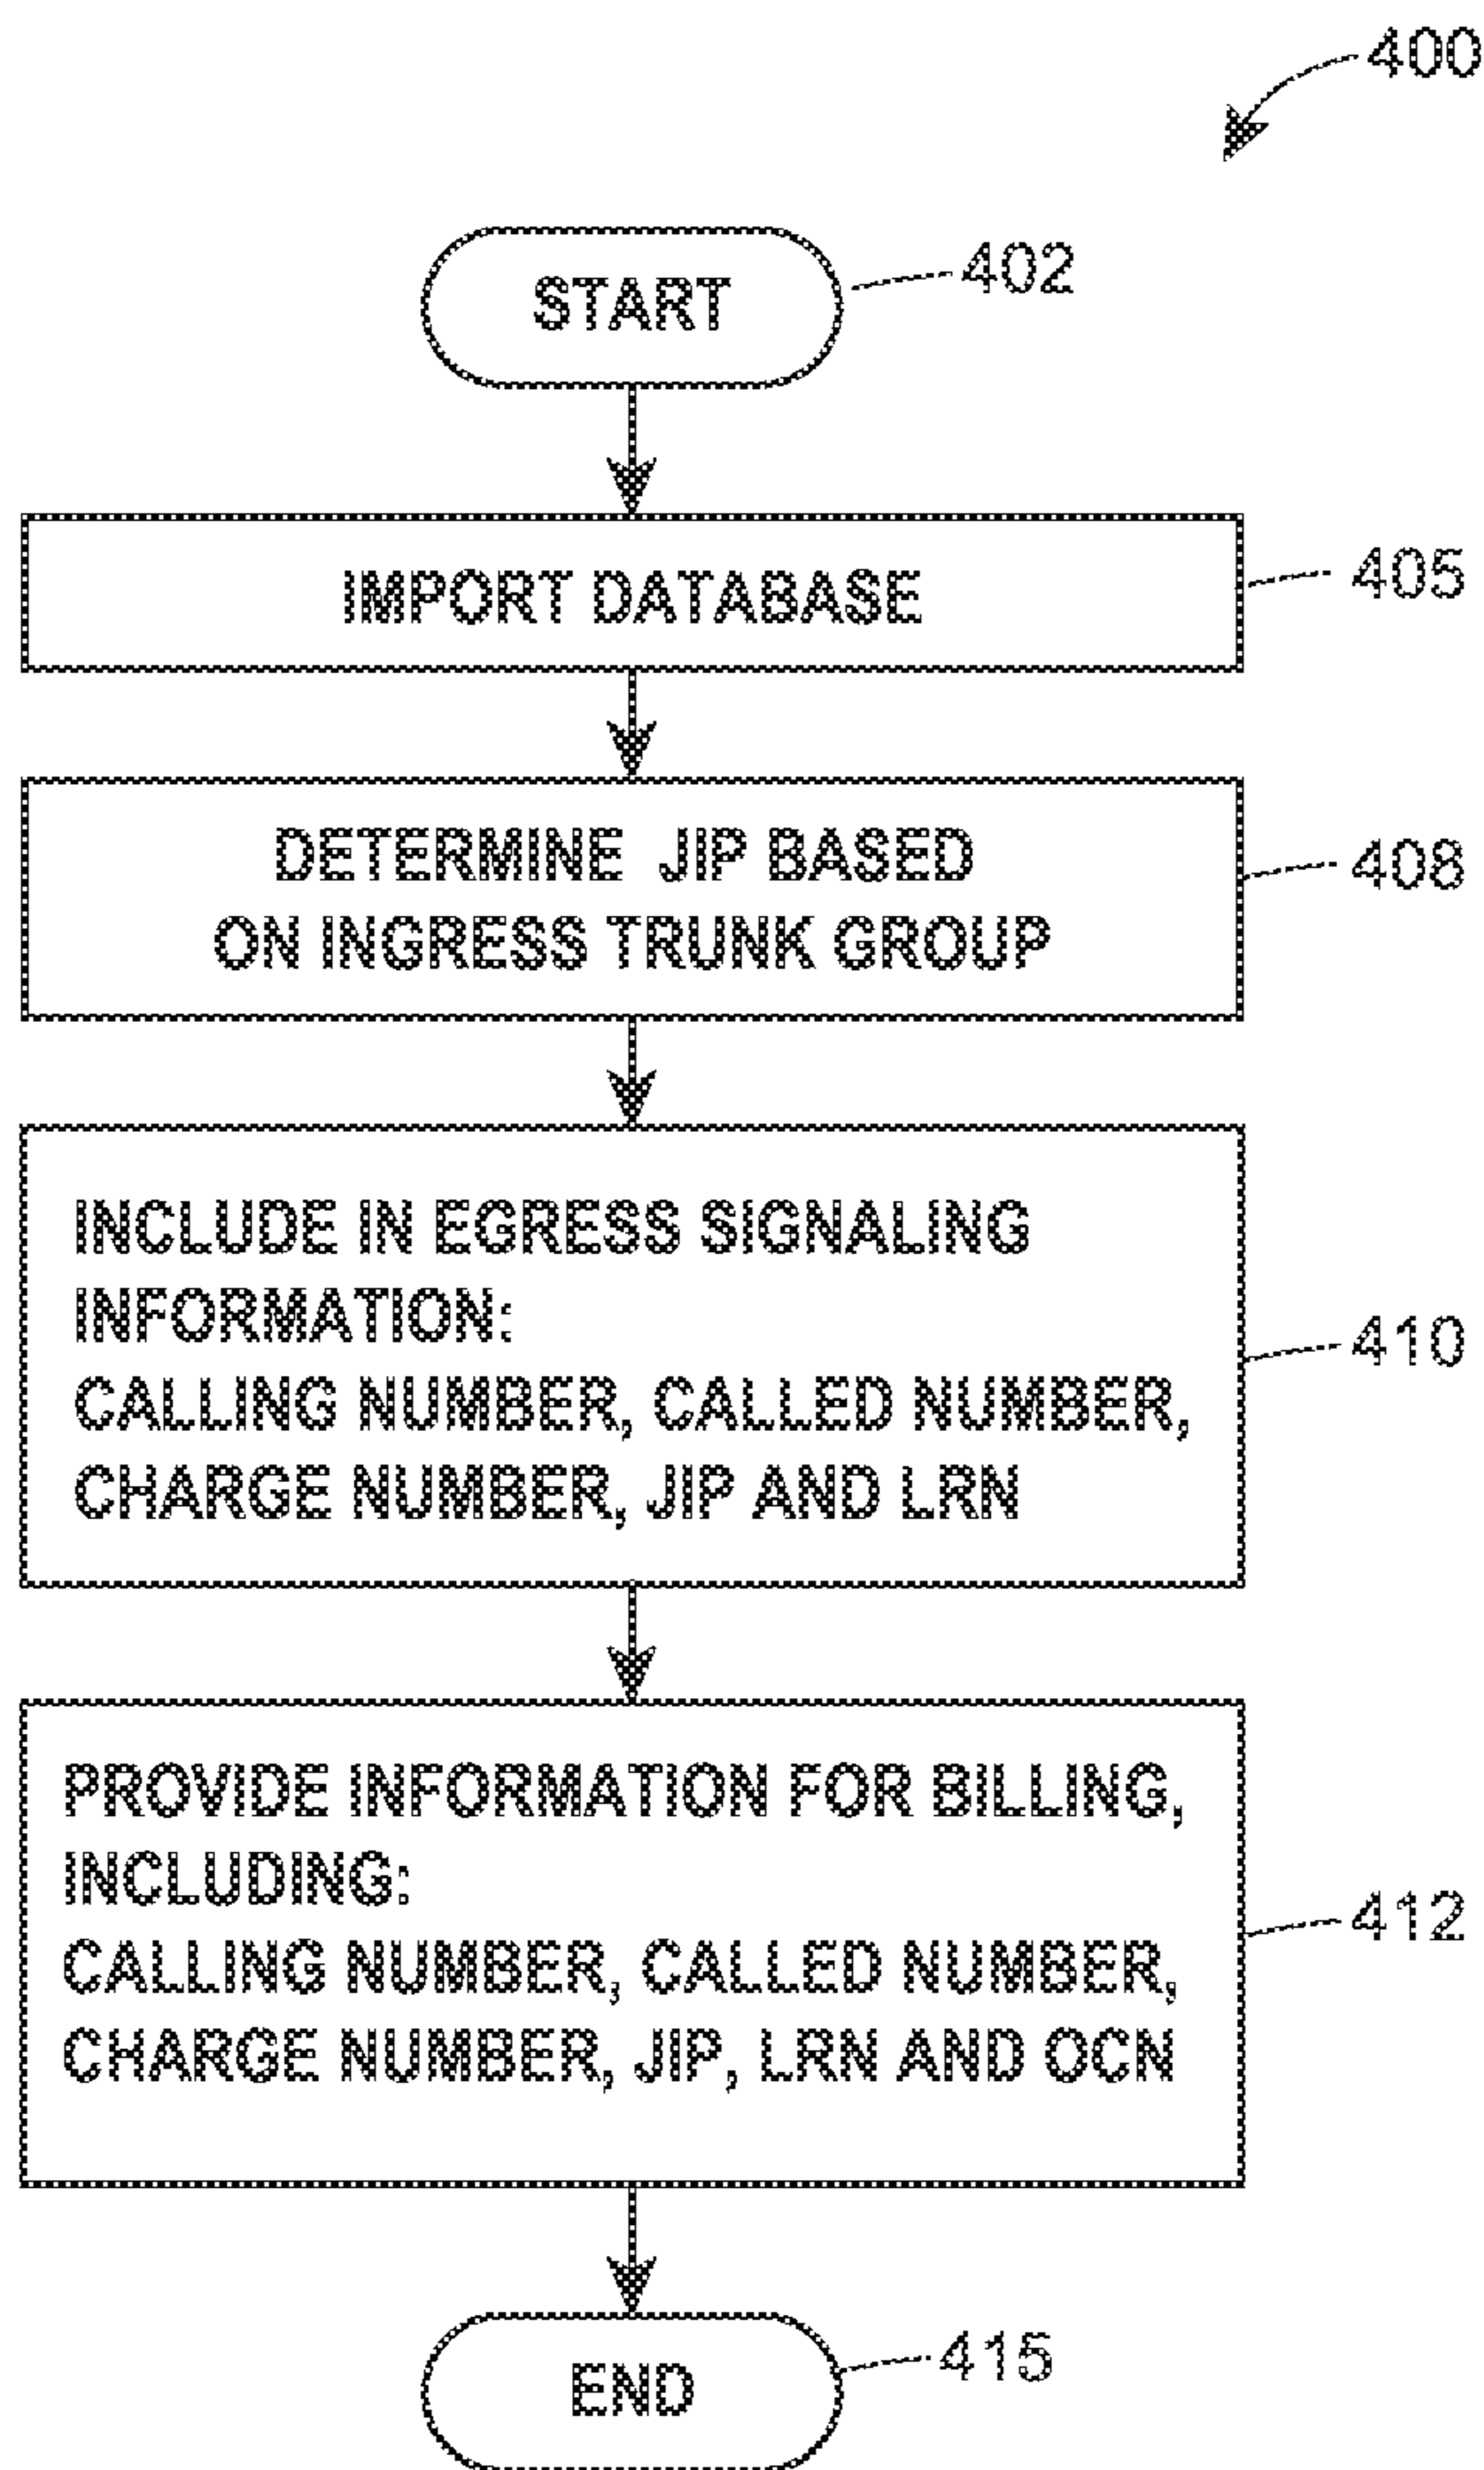 400
START
402
IMPORT DATABASE
405
DETERMINE JIP BASED
ON INGRESS TRUNK GROUP
408
INCLUDE IN EGRESS SIGNALING
INFORMATION:
CALLING NUMBER, CALLED NUMBER,
CHARGE NUMBER, JIP AND LRN
410
PROVIDE INFORMATION FOR BILLING,
INCLUDING:
CALLING NUMBER, CALLED NUMBER,
CHARGE NUMBER, JIP, LRN AND OCN
412
END
415